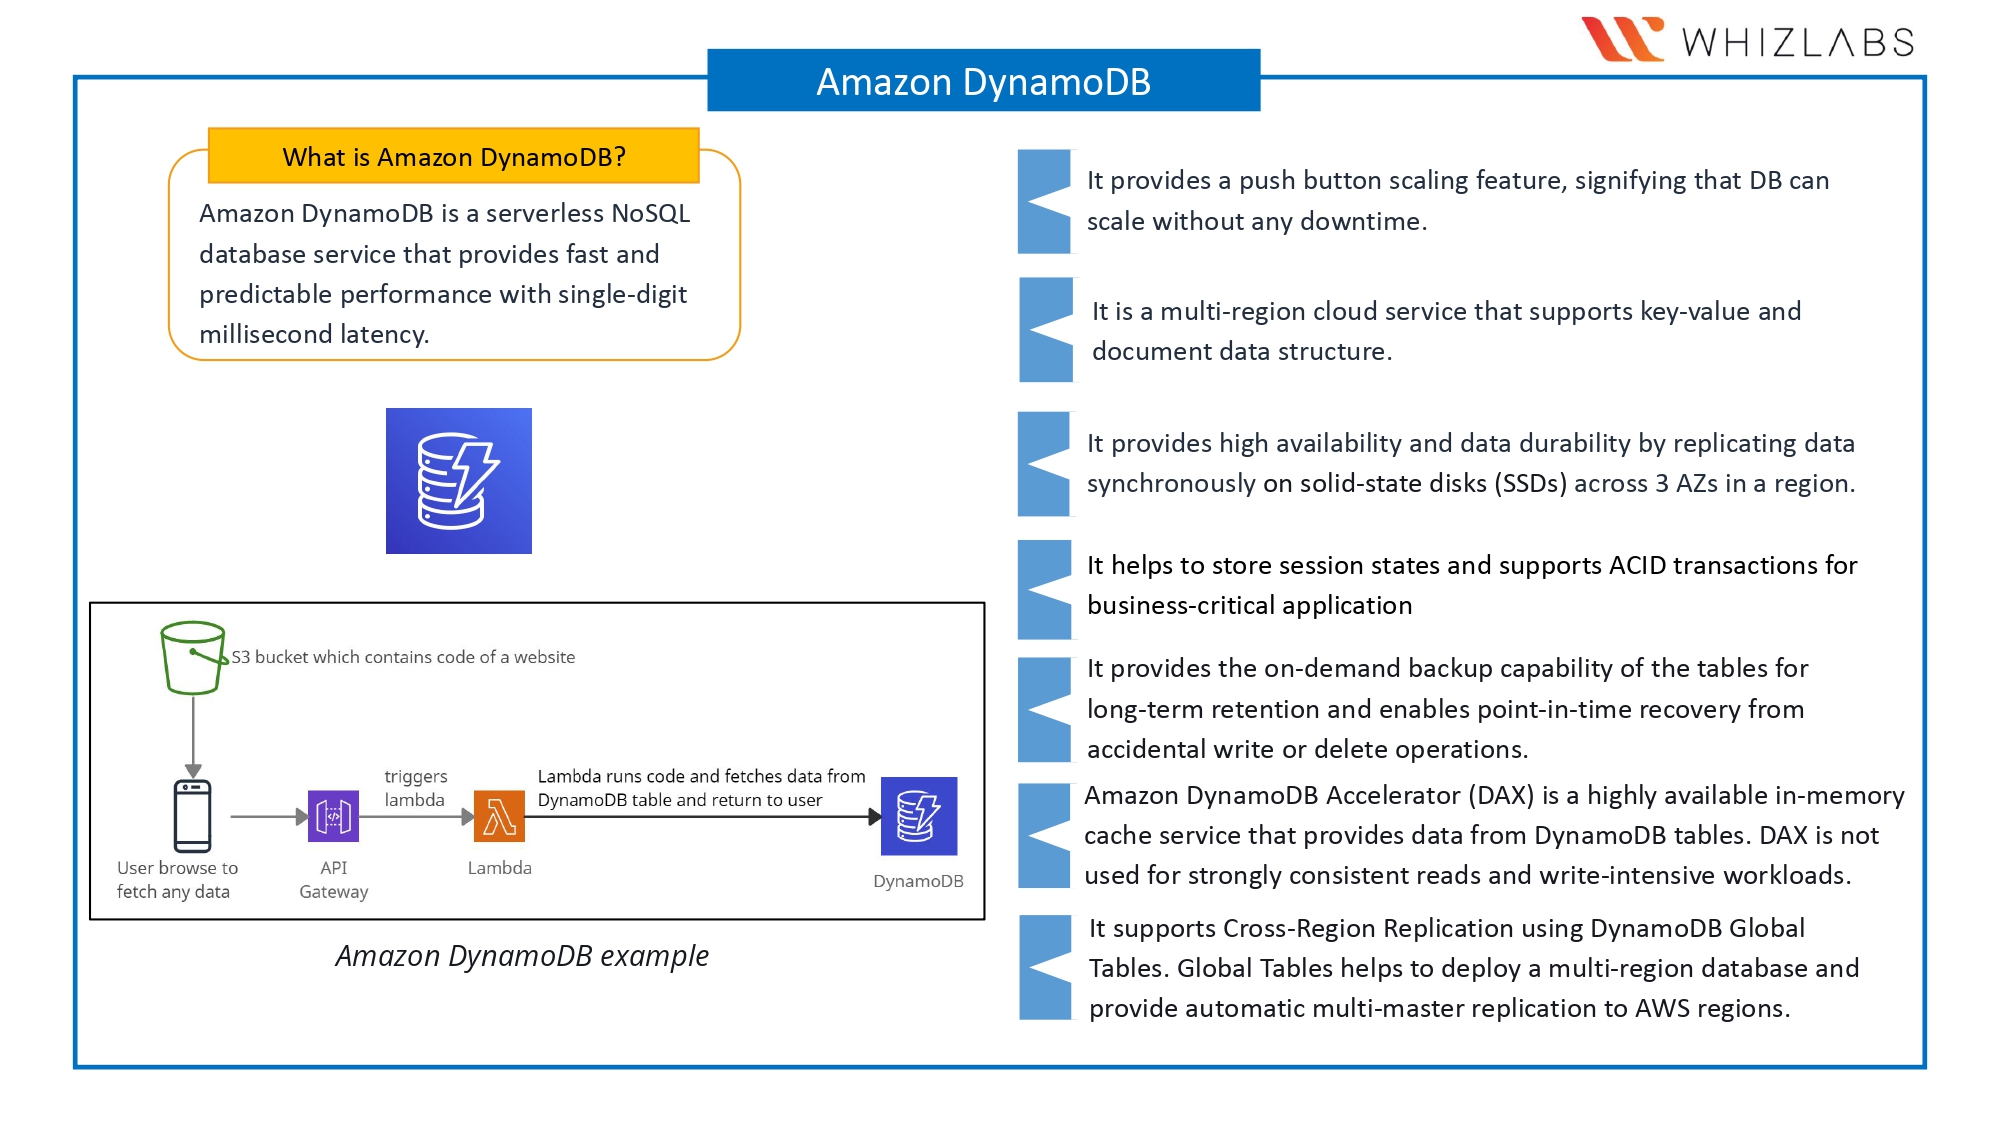 WHIZLABS
Amazon DynamoDB
What is Amazon DynamoDB?
Amazon DynamoDB is a serverless NoSQL
database service that provides fast and
predictable performance with single-digit
millisecond latency.
S3 bucket which contains code of a website
triggers
lambda
Lambda runs code and fetches data from
DynamoDB table and return to user
User browse to
fetch any data
API
Gateway
Lambda
DynamoDB
Amazon DynamoDB example
It provides a push button scaling feature, signifying that DB can
scale without any downtime.
It is a multi-region cloud service that supports key-value and
document data structure.
It provides high availability and data durability by replicating data
synchronously on solid-state disks (SSDs) across 3 AZs in a region.
It helps to store session states and supports ACID transactions for
business-critical application
It provides the on-demand backup capability of the tables for
long-term retention and enables point-in-time recovery from
accidental write or delete operations.
Amazon DynamoDB Accelerator (DAX) is a highly available in-memory
cache service that provides data from DynamoDB tables. DAX is not
used for strongly consistent reads and write-intensive workloads.
It supports Cross-Region Replication using DynamoDB Global
Tables. Global Tables helps to deploy a multi-region database and
provide automatic multi-master replication to AWS regions.